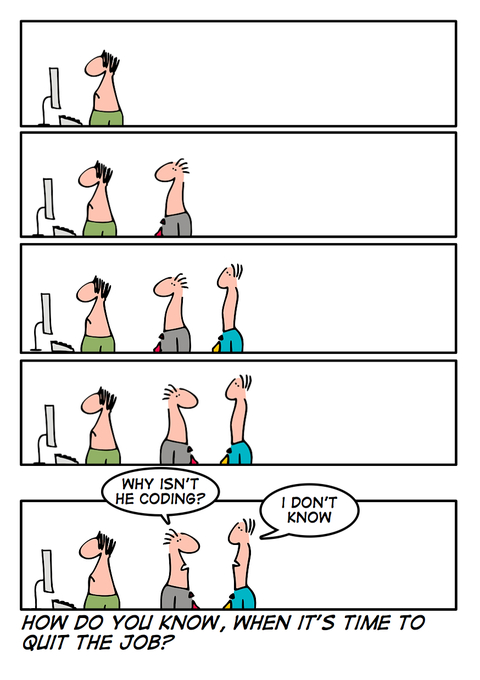 WHY ISN'T
HE CODING?
I DON'T
KNOW
HOW DO YOU KNOW, WHEN IT'S TIME TO
QUIT THE JOB?